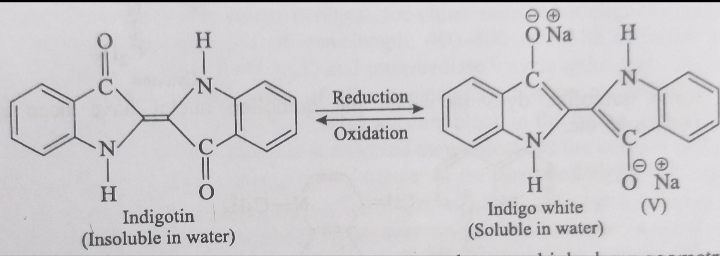 O
H
N
N
H
O
Indigotin
(Insoluble in water)
Reduction
Oxidation
⊖ ⊕
O Na
H
N
N
H
⊖ ⊕
O Na
Indigo white
(Soluble in water)
(V)